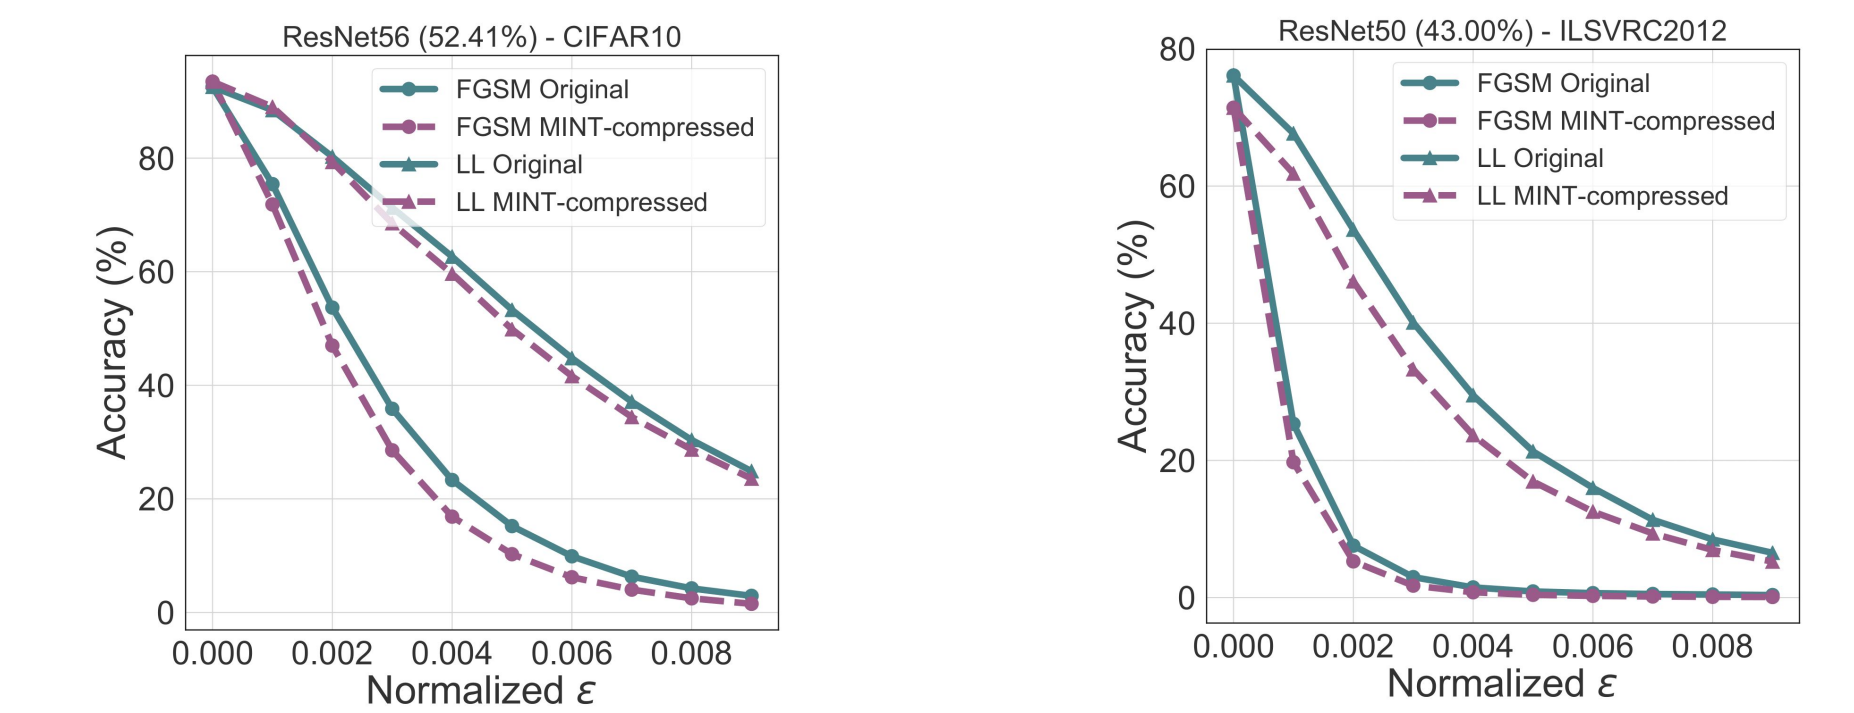 ResNet56 (52.41%) - CIFAR10
FGSM Original
FGSM MINT-compressed
LL Original
LL MINT-compressed
Accuracy (%)
80
60
40
20
0
0.000 0.002 0.004 0.006 0.008
Normalized ε
ResNet50 (43.00%) - ILSVRC2012
FGSM Original
FGSM MINT-compressed
LL Original
LL MINT-compressed
Accuracy (%)
80
60
40
20
0
0.000 0.002 0.004 0.006 0.008
Normalized ε